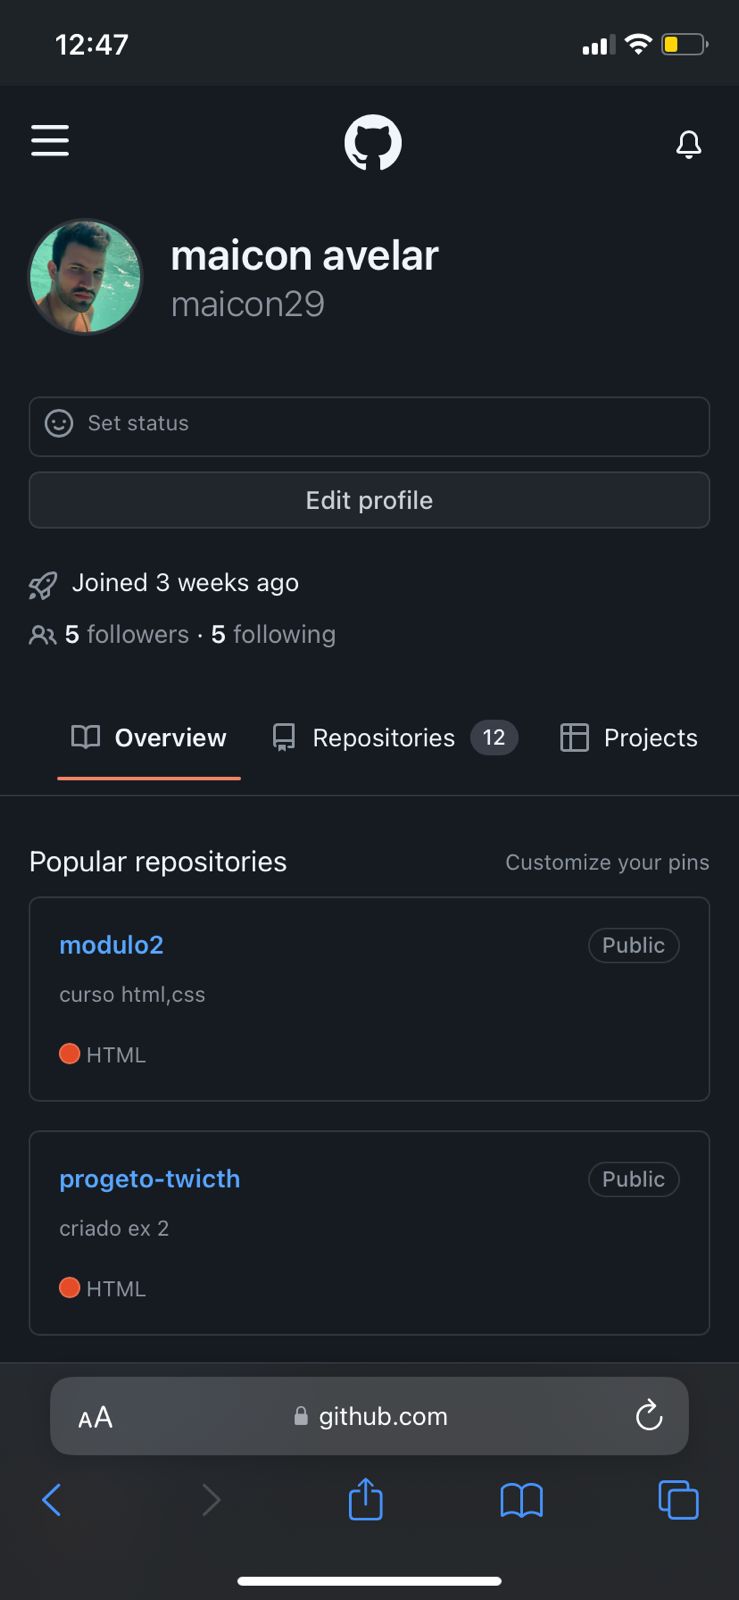 12:47
maicon avelar
maicon29
Set status
Edit profile
Joined 3 weeks ago
5 followers · 5 following
Overview Repositories 12 Projects
Popular repositories Customize your pins
modulo2 Public
curso html,css
HTML
progeto-twicth Public
criado ex 2
HTML
AA github.com